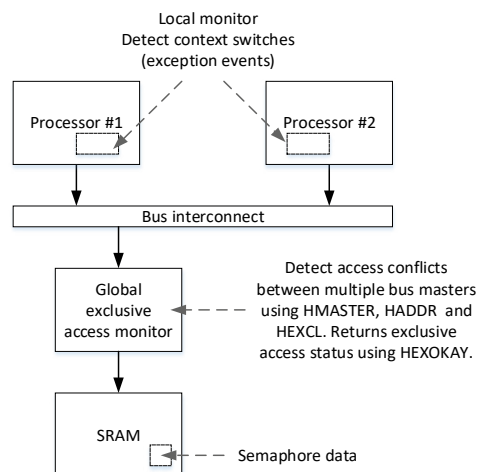 Local monitor
Detect context switches
(exception events)
Processor #1
Processor #2
Bus interconnect
Global
exclusive
access monitor
Detect access conflicts
between multiple bus masters
using HMASTER, HADDR and
HEXCL. Returns exclusive
access status using HEXOKAY.
SRAM
Semaphore data